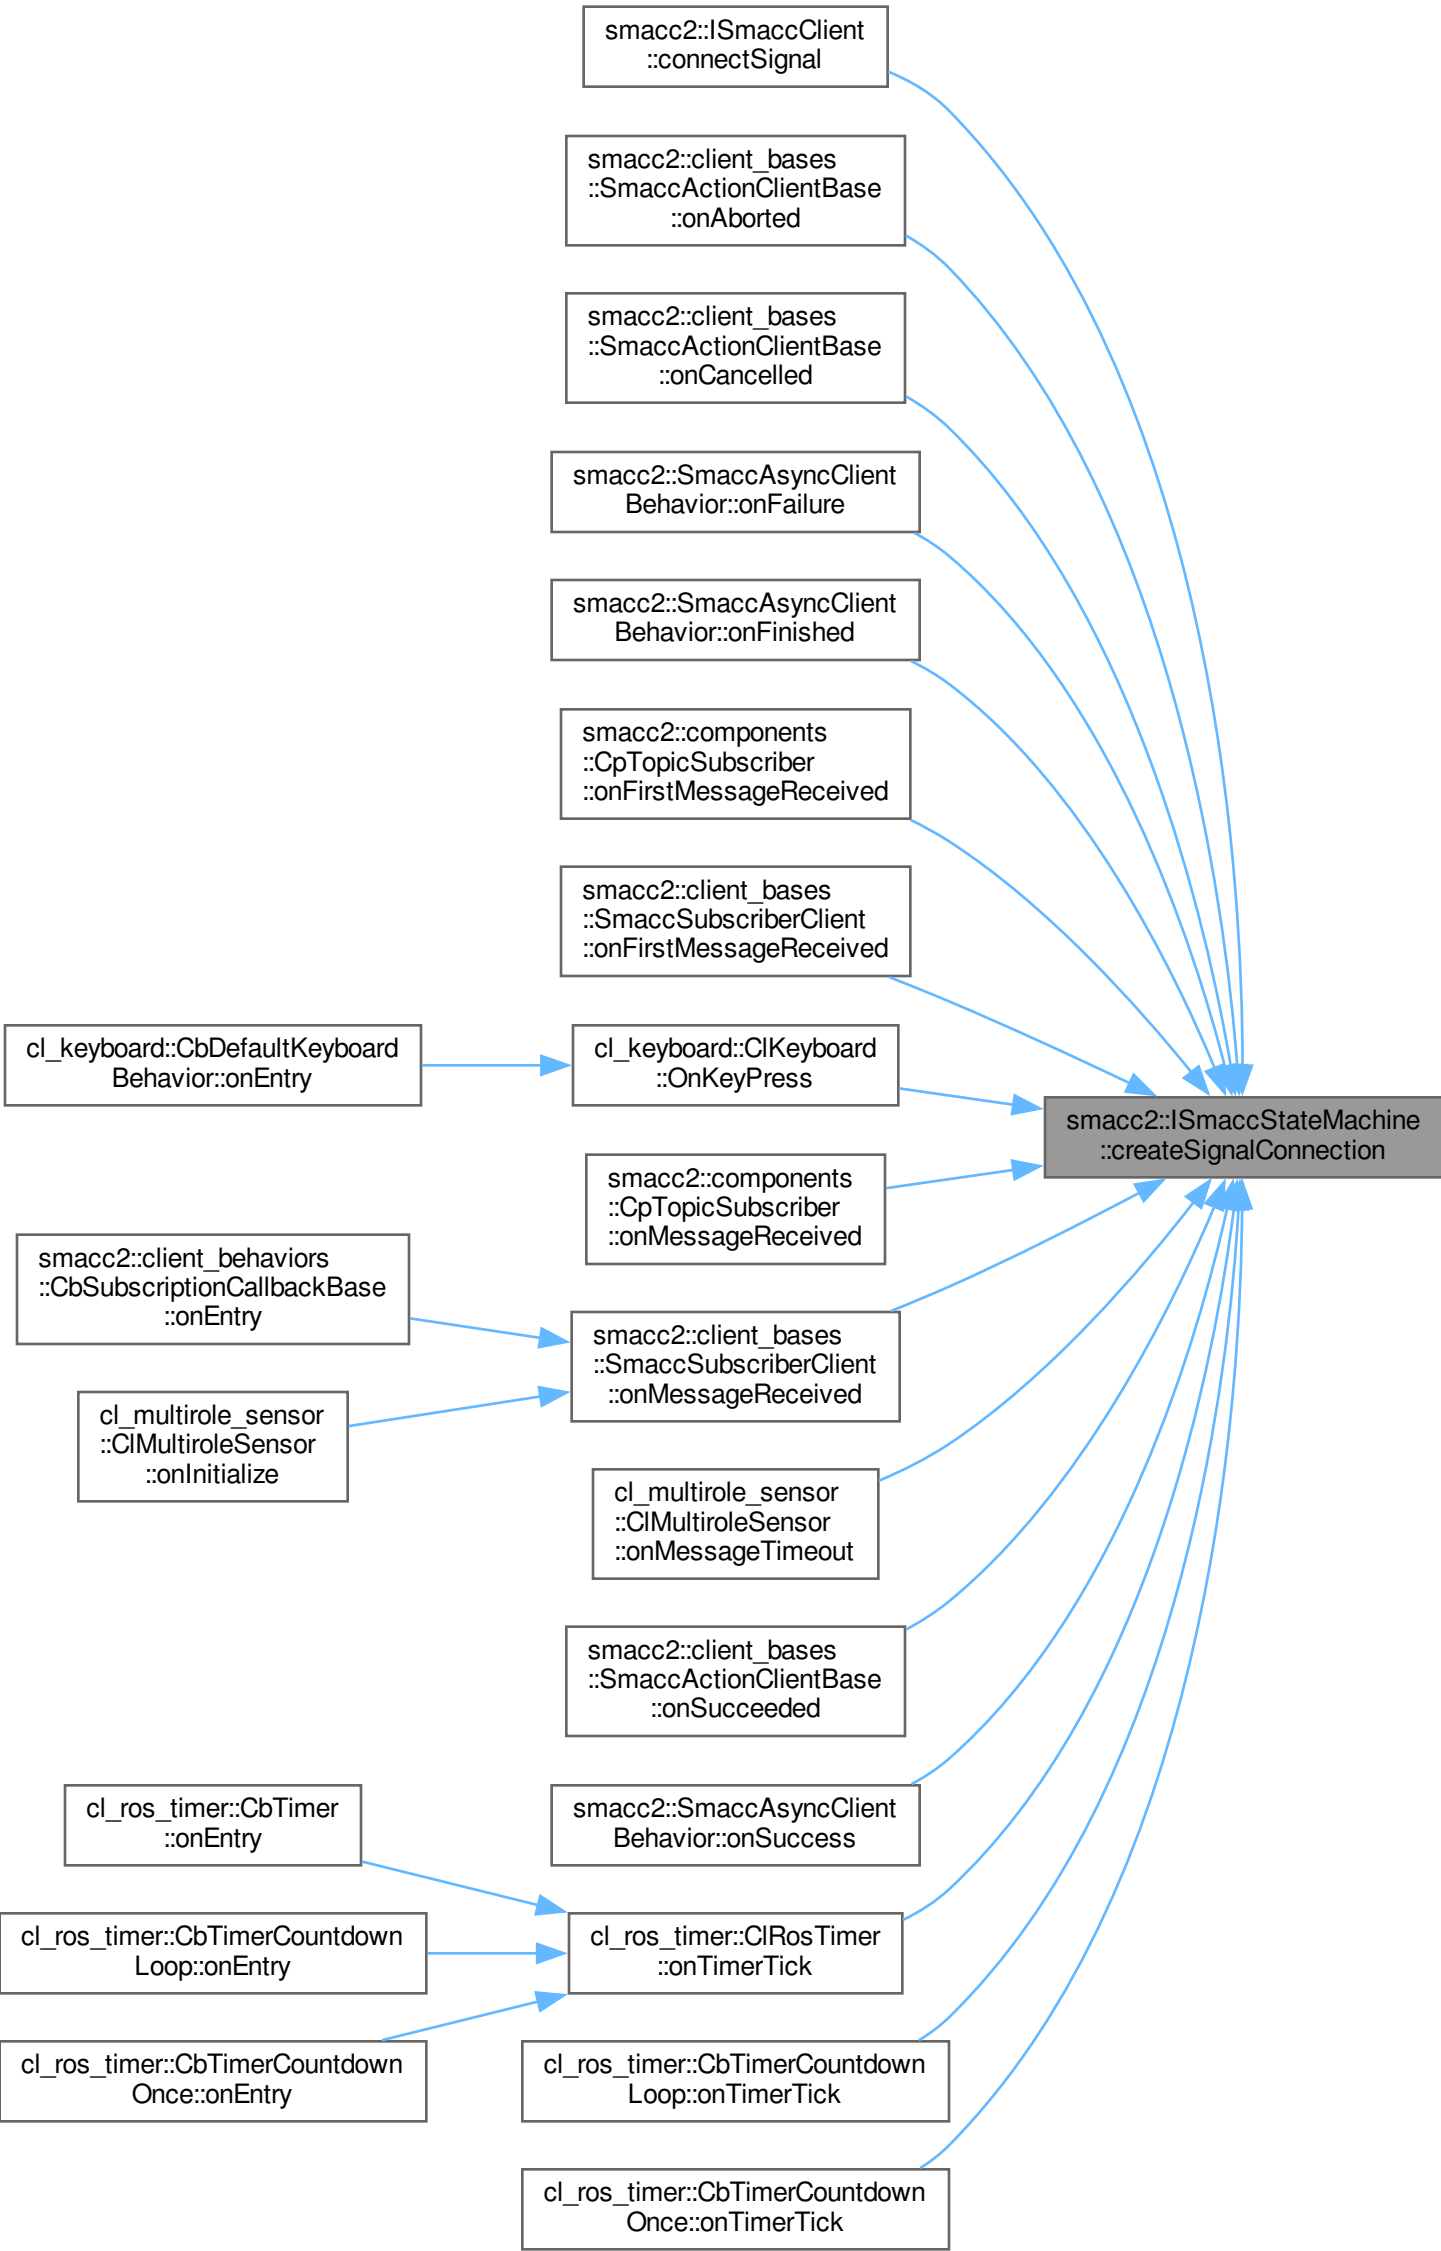 smacc2::ISmaccClient
::connectSignal
smacc2::client_bases
::SmaccActionClientBase
::onAborted
smacc2::client_bases
::SmaccActionClientBase
::onCancelled
smacc2::SmaccAsyncClient
Behavior::onFailure
smacc2::SmaccAsyncClient
Behavior::onFinished
smacc2::components
::CpTopicSubscriber
::onFirstMessageReceived
smacc2::client_bases
::SmaccSubscriberClient
::onFirstMessageReceived
cl_keyboard::CbDefaultKeyboard
Behavior::onEntry
cl_keyboard::ClKeyboard
::OnKeyPress
smacc2::ISmaccStateMachine
::createSignalConnection
smacc2::components
::CpTopicSubscriber
::onMessageReceived
smacc2::client_behaviors
::CbSubscriptionCallbackBase
::onEntry
smacc2::client_bases
::SmaccSubscriberClient
::onMessageReceived
cl_multirole_sensor
::ClMultiroleSensor
::onInitialize
cl_multirole_sensor
::ClMultiroleSensor
::onMessageTimeout
smacc2::client_bases
::SmaccActionClientBase
::onSucceeded
cl_ros_timer::CbTimer
::onEntry
smacc2::SmaccAsyncClient
Behavior::onSuccess
cl_ros_timer::CbTimerCountdown
Loop::onEntry
cl_ros_timer::ClRosTimer
::onTimerTick
cl_ros_timer::CbTimerCountdown
Once::onEntry
cl_ros_timer::CbTimerCountdown
Loop::onTimerTick
cl_ros_timer::CbTimerCountdown
Once::onTimerTick